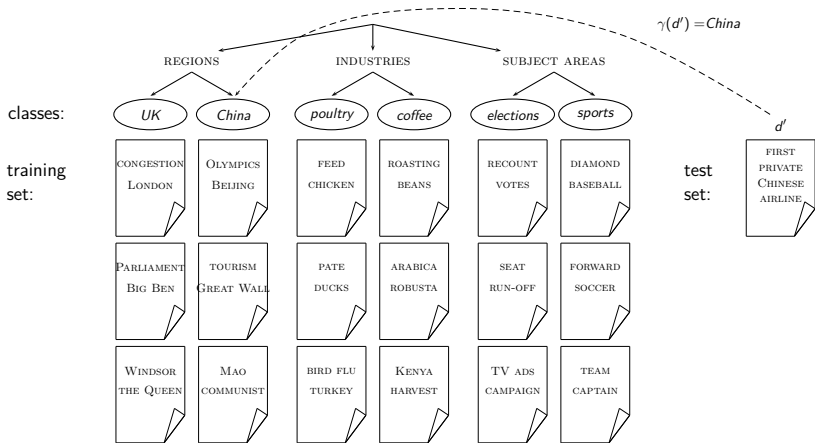 γ(d′) =China
REGIONS INDUSTRIES SUBJECT AREAS
classes: UK China poultry coffee elections sports
d′
training set:
CONGESTION
LONDON
OLYMPICS
BEIJING
FEED
CHICKEN
ROASTING
BEANS
RECOUNT
VOTES
DIAMOND
BASEBALL
test set:
FIRST
PRIVATE
CHINESE
AIRLINE
PARLIAMENT
BIG BEN
TOURISM
GREAT WALL
PATE
DUCKS
ARABICA
ROBUSTA
SEAT
RUN-OFF
FORWARD
SOCCER
WINDSOR
THE QUEEN
MAO
COMMUNIST
BIRD FLU
TURKEY
KENYA
HARVEST
TV ADS
CAMPAIGN
TEAM
CAPTAIN